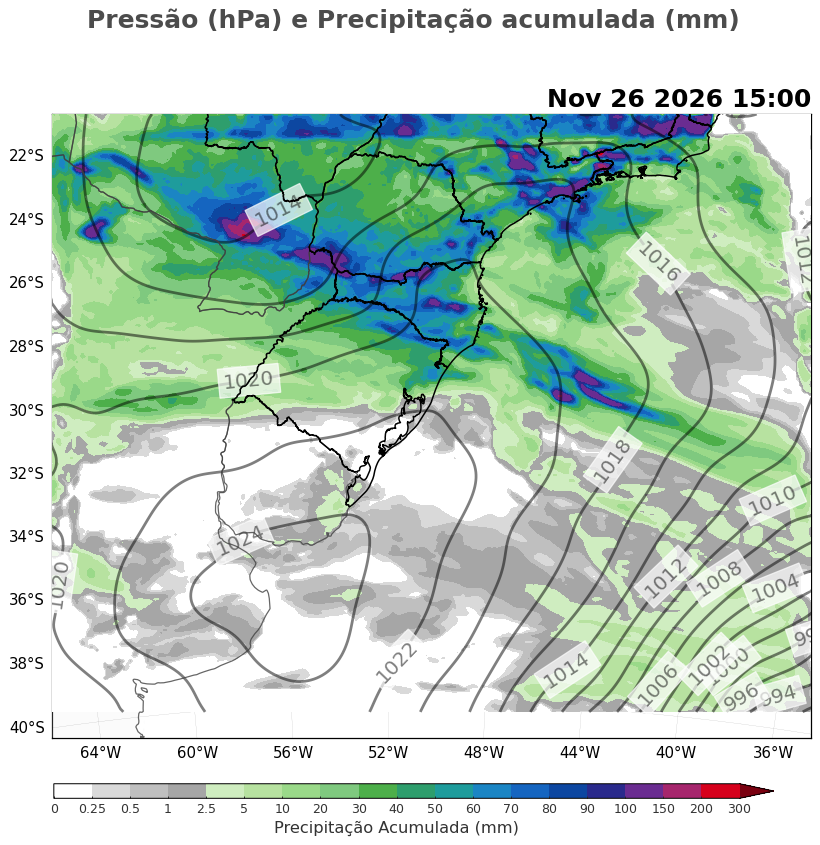 Pressão (hPa) e Precipitação acumulada (mm)
Nov 26 2026 15:00
22°S
24°S
26°S
28°S
30°S
32°S
34°S
36°S
38°S
40°S
1014
1016
1012
1020
1018
1010
1024
1020
1012
1008
1004
1022
1014
1006
1002
1000
996
994
64°W 60°W 56°W 52°W 48°W 44°W 40°W 36°W
0 0.25 0.5 1 2.5 5 10 20 30 40 50 60 70 80 90 100 150 200 300
Precipitação Acumulada (mm)